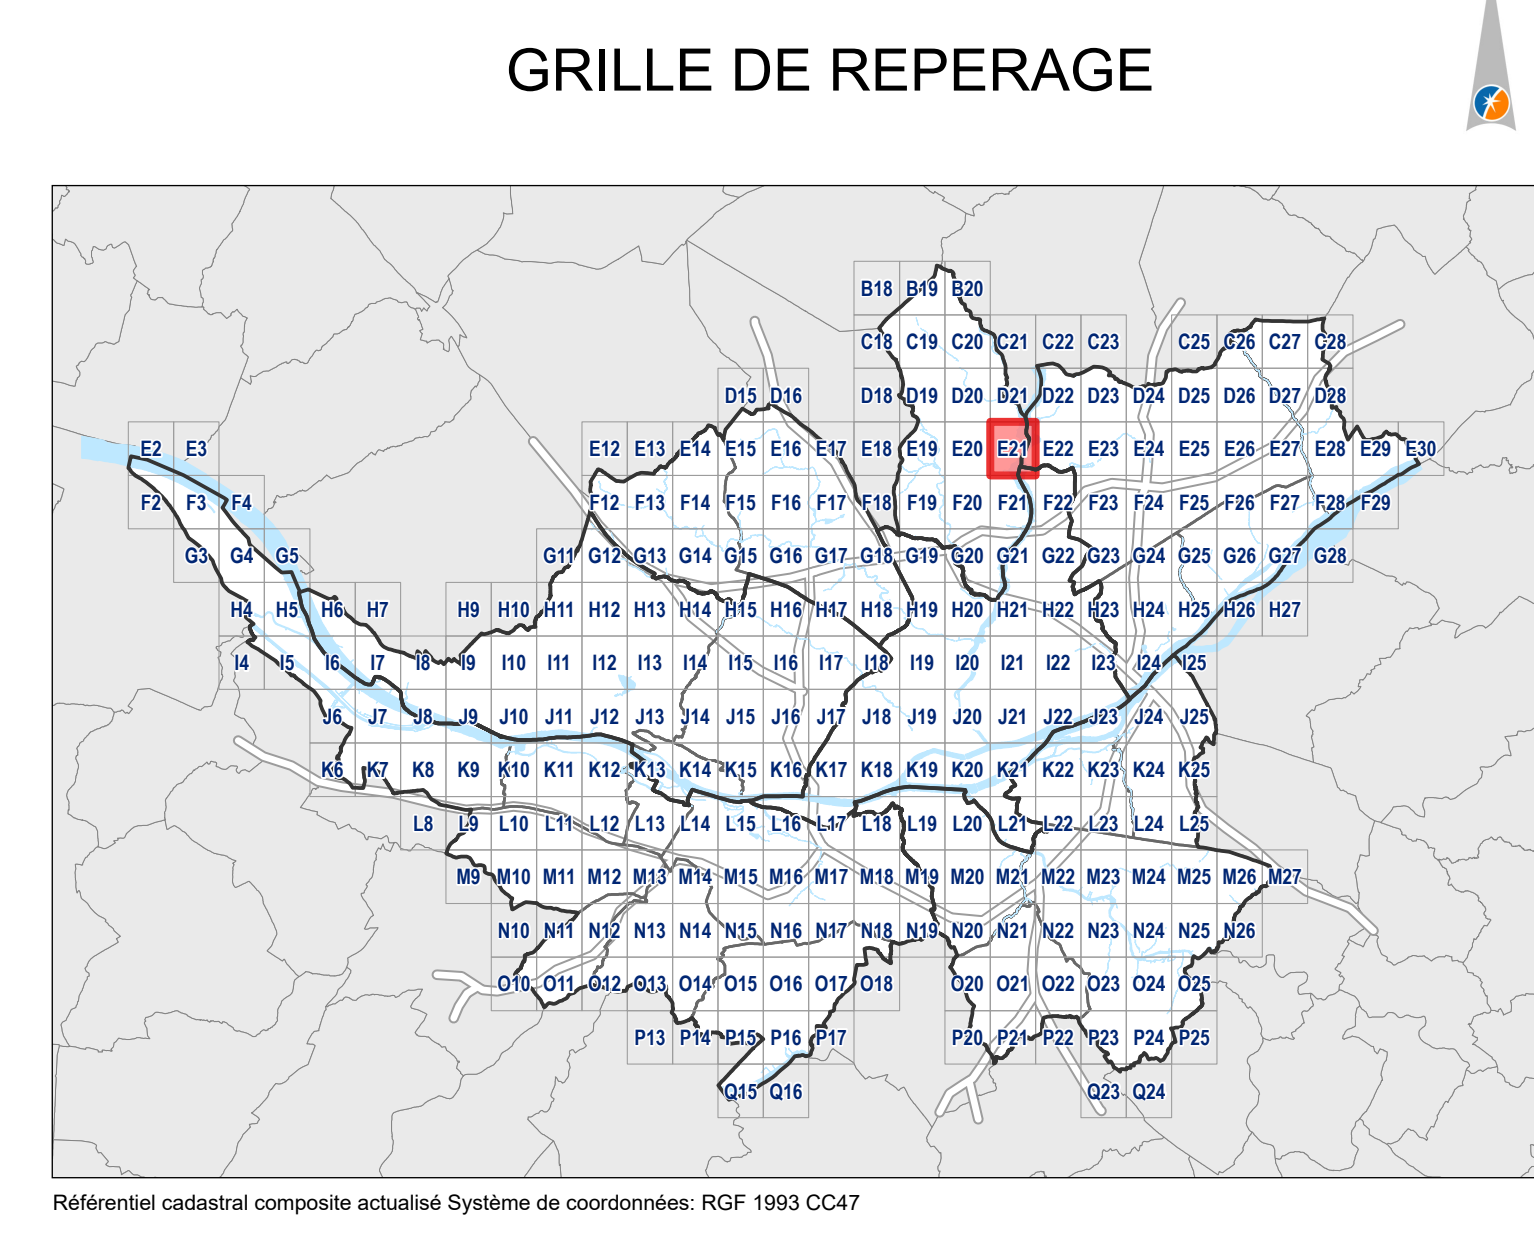 GRILLE DE REPERAGE
B18 B19 B20
C18 C19 C20 C21 C22 C23 C25 C26 C27 C28
D15 D16 D18 D19 D20 D21 D22 D23 D24 D25 D26 D27 D28
E2 E3 E12 E13 E14 E15 E16 E17 E18 E19 E20 E21 E22 E23 E24 E25 E26 E27 E28 E29 E30
F2 F3 F4 F12 F13 F14 F15 F16 F17 F18 F19 F20 F21 F22 F23 F24 F25 F26 F27 F28 F29
G3 G4 G5 G11 G12 G13 G14 G15 G16 G17 G18 G19 G20 G21 G22 G23 G24 G25 G26 G27 G28
H4 H5 H6 H7 H9 H10 H11 H12 H13 H14 H15 H16 H17 H18 H19 H20 H21 H22 H23 H24 H25 H26 H27
I4 I5 I6 I7 I8 I9 I10 I11 I12 I13 I14 I15 I16 I17 I18 I19 I20 I21 I22 I23 I24 I25
J6 J7 J8 J9 J10 J11 J12 J13 J14 J15 J16 J17 J18 J19 J20 J21 J22 J23 J24 J25
K6 K7 K8 K9 K10 K11 K12 K13 K14 K15 K16 K17 K18 K19 K20 K21 K22 K23 K24 K25
L8 L9 L10 L11 L12 L13 L14 L15 L16 L17 L18 L19 L20 L21 L22 L23 L24 L25
M9 M10 M11 M12 M13 M14 M15 M16 M17 M18 M19 M20 M21 M22 M23 M24 M25 M26 M27
N10 N11 N12 N13 N14 N15 N16 N17 N18 N19 N20 N21 N22 N23 N24 N25 N26
O10 O11 O12 O13 O14 O15 O16 O17 O18 O20 O21 O22 O23 O24 O25
P13 P14 P15 P16 P17 P20 P21 P22 P23 P24 P25
Q15 Q16 Q23 Q24
Référentiel cadastral composite actualisé Système de coordonnées: RGF 1993 CC47